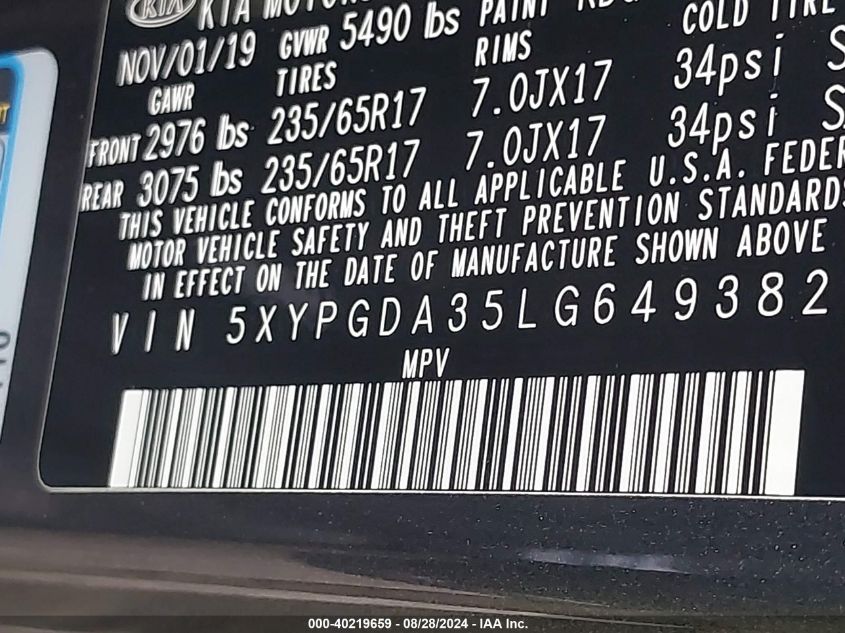 KIA KIA
NOV/01/19 GVWR 5490 lbs PAINT COLD TIRE
GAWR TIRES RIMS
FRONT 2976 lbs 235/65R17 7.0JX17 34psi
REAR 3075 lbs 235/65R17 7.0JX17 34psi
THIS VEHICLE CONFORMS TO ALL APPLICABLE U.S.A. FEDER
MOTOR VEHICLE SAFETY AND THEFT PREVENTION STANDARDS
IN EFFECT ON THE DATE OF MANUFACTURE SHOWN ABOVE
VIN 5XYPGDA35LG649382
MPV
000-40219659 - 08/28/2024 - IAA Inc.